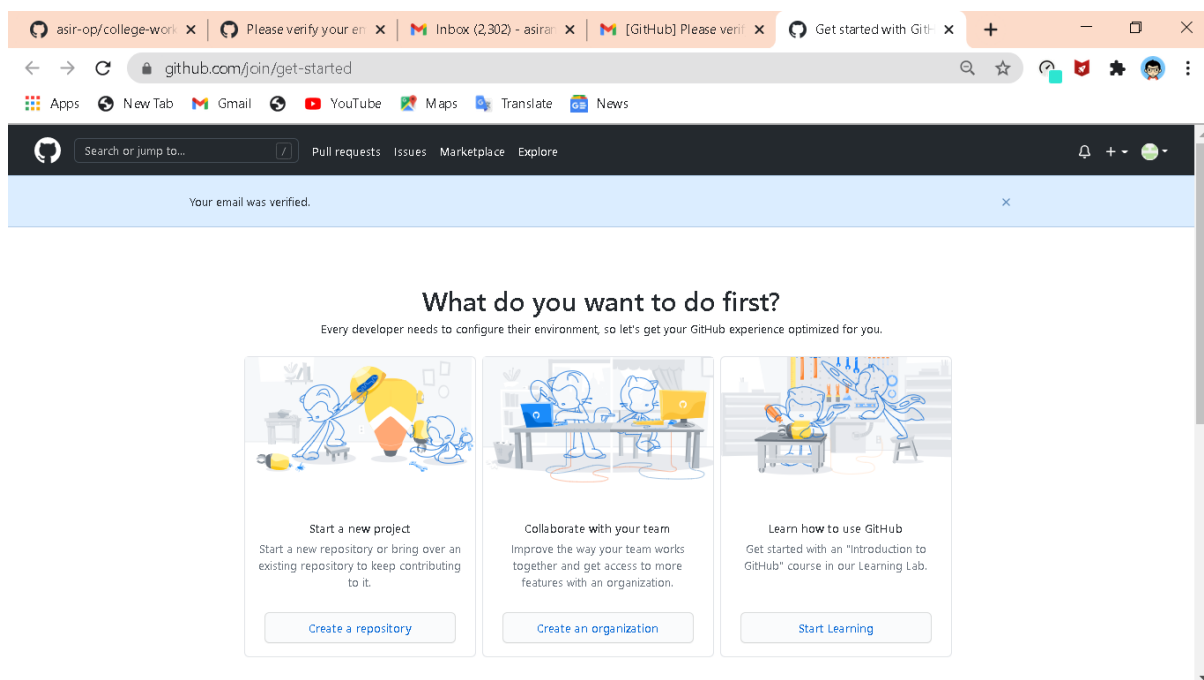 asir-op/college-work
Please verify your em
Inbox (2,302) - asiran
[GitHub] Please verif
Get started with GitH
github.com/join/get-started
Apps New Tab Gmail YouTube Maps Translate News
Search or jump to... / Pull requests Issues Marketplace Explore
Your email was verified.
What do you want to do first?
Every developer needs to configure their environment, so let's get your GitHub experience optimized for you.
Start a new project
Start a new repository or bring over an
existing repository to keep contributing
to it.
Create a repository
Collaborate with your team
Improve the way your team works
together and get access to more
features with an organization.
Create an organization
Learn how to use GitHub
Get started with an "Introduction to
GitHub" course in our Learning Lab.
Start Learning